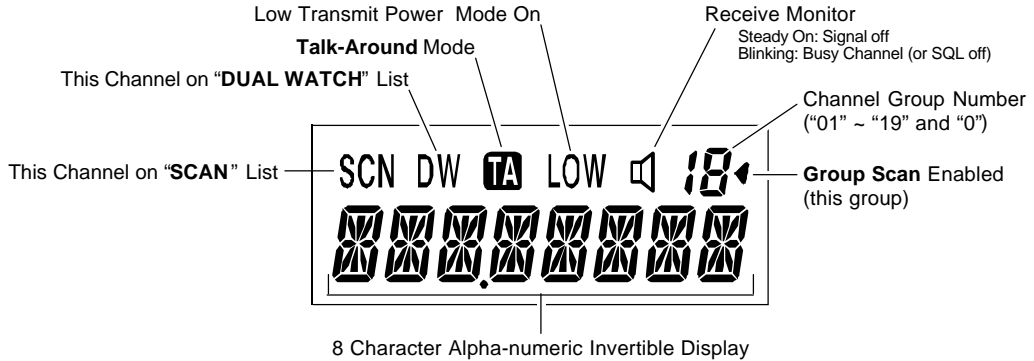 Low Transmit Power Mode On
Receive Monitor
Steady On: Signal off
Blinking: Busy Channel (or SQL off)
Talk-Around Mode
This Channel on “DUAL WATCH” List
Channel Group Number
(“01” ~ “19” and “0”)
This Channel on “SCAN” List
SCN DW TA LOW 18
Group Scan Enabled
(this group)
8 Character Alpha-numeric Invertible Display